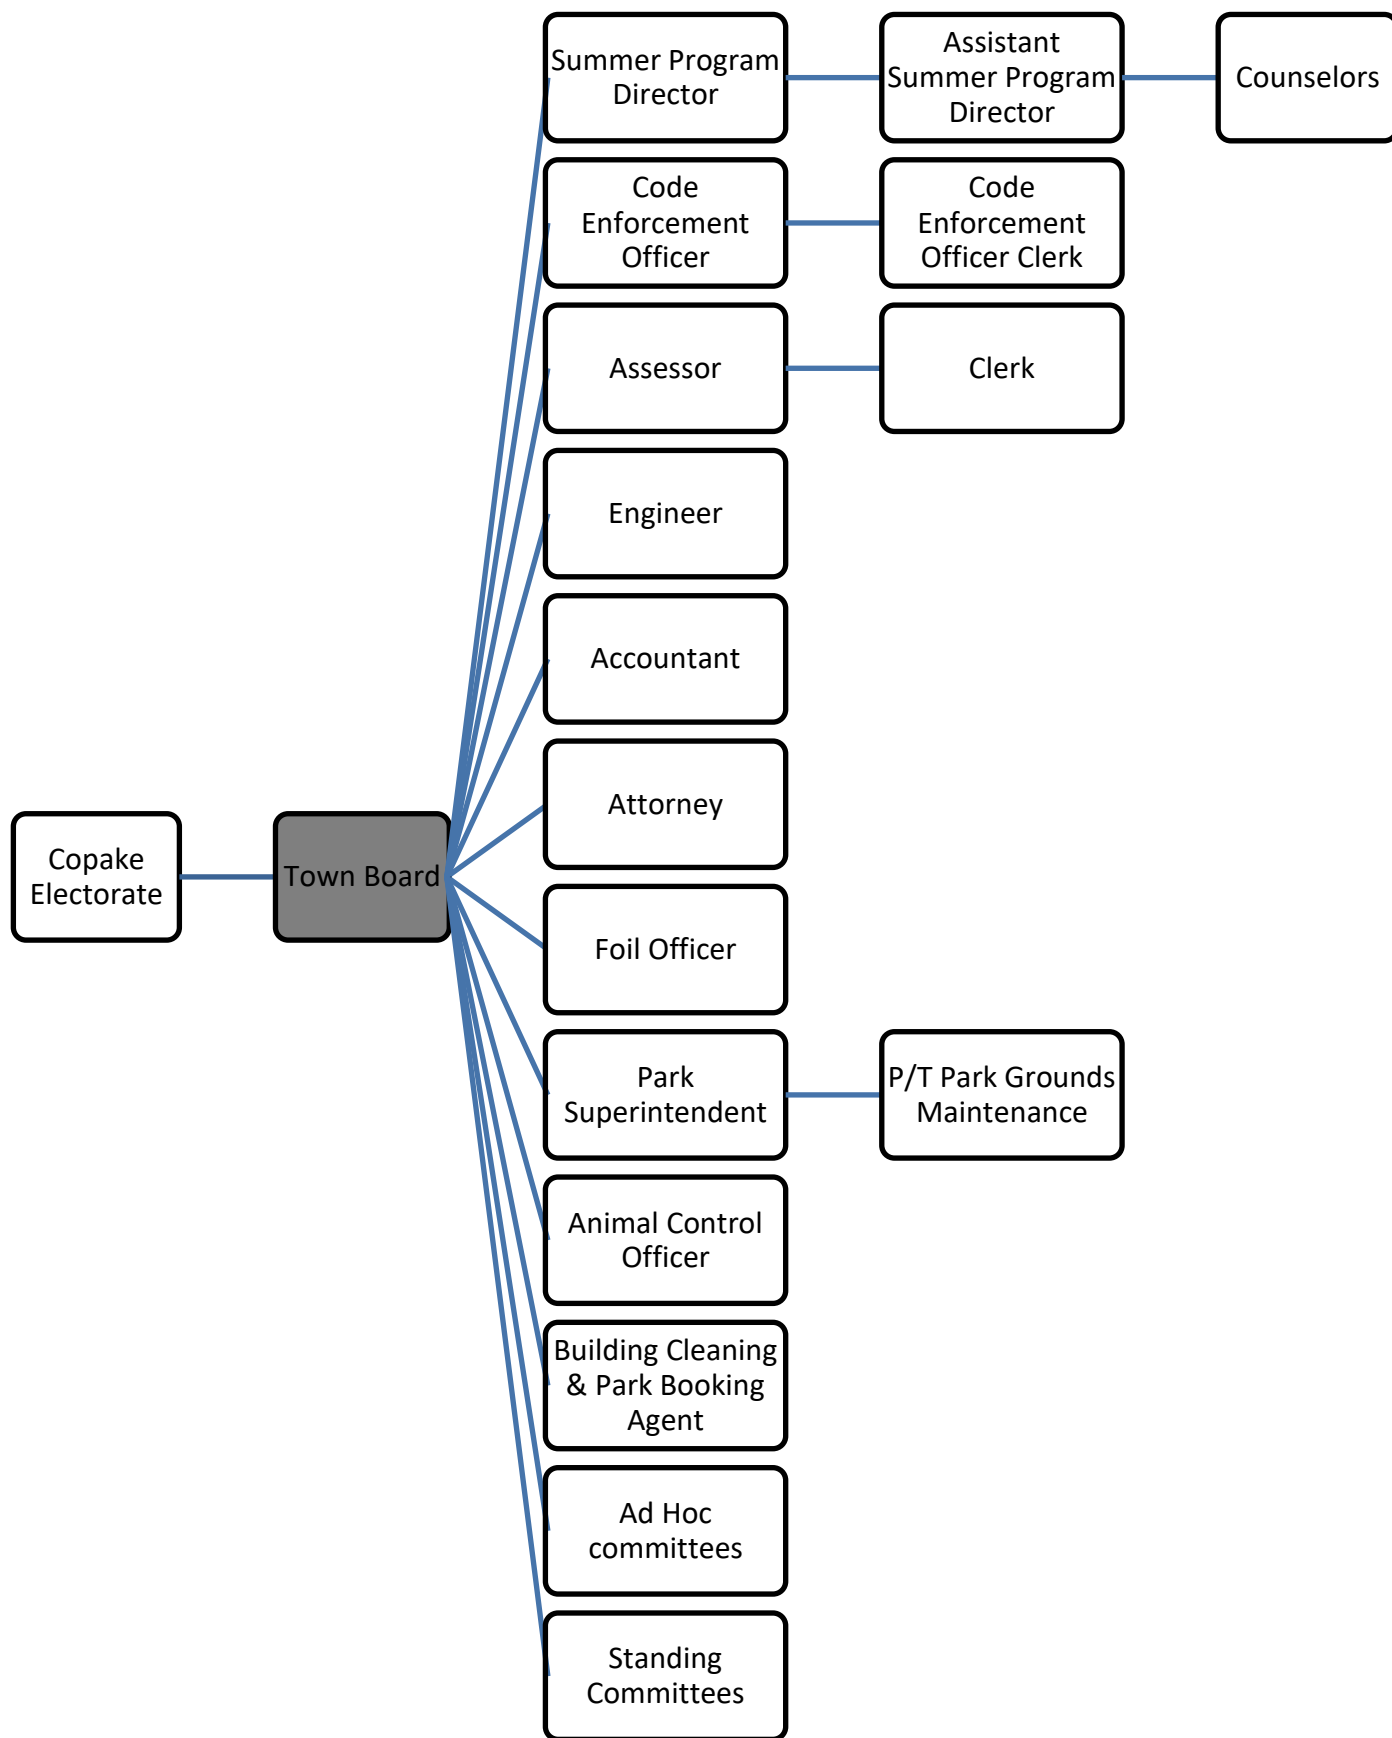 Summer Program
Director
Assistant
Summer Program
Director
Counselors
Code
Enforcement
Officer
Code
Enforcement
Officer Clerk
Assessor
Clerk
Engineer
Accountant
Attorney
Copake
Electorate
Town Board
Foil Officer
Park
Superintendent
P/T Park Grounds
Maintenance
Animal Control
Officer
Building Cleaning
& Park Booking
Agent
Ad Hoc
committees
Standing
Committees